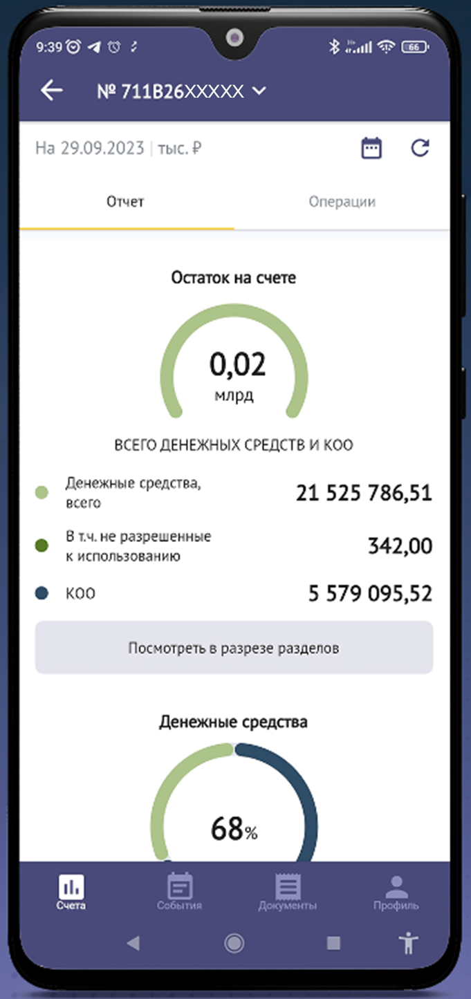 9:39
66
№ 711В26XXXXX
На 29.09.2023 | тыс. ₽
Отчет
Операции
Остаток на счете
0,02
млрд
ВСЕГО ДЕНЕЖНЫХ СРЕДСТВ И КОО
Денежные средства,
всего
21 525 786,51
В т.ч. не разрешенные
к использованию
342,00
КОО
5 579 095,52
Посмотреть в разрезе разделов
Денежные средства
68%
Счета
События
Документы
Профиль